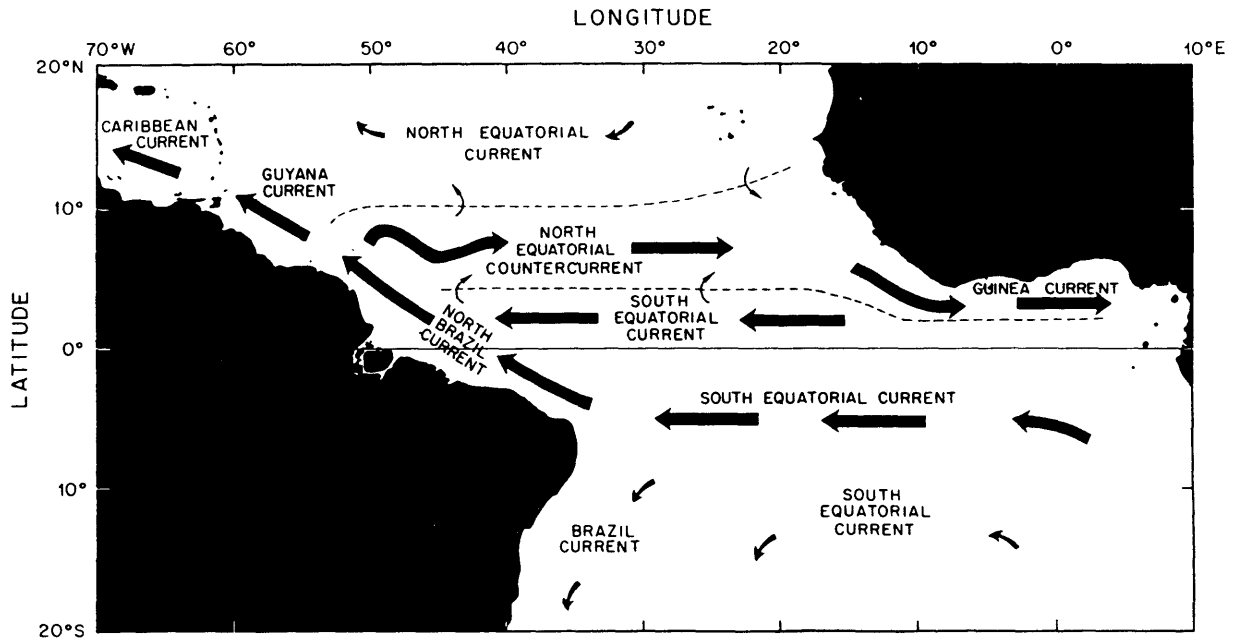 LONGITUDE
70°W 60° 50° 40° 30° 20° 10° 0° 10°E
20°N
CARIBBEAN
CURRENT
NORTH EQUATORIAL
CURRENT
GUYANA
CURRENT
10°
NORTH
EQUATORIAL
COUNTERCURRENT
GUINEA CURRENT
SOUTH
EQUATORIAL
CURRENT
NORTH
BRAZIL
CURRENT
LATITUDE
0°
SOUTH EQUATORIAL CURRENT
10°
SOUTH
EQUATORIAL
CURRENT
BRAZIL
CURRENT
20°S